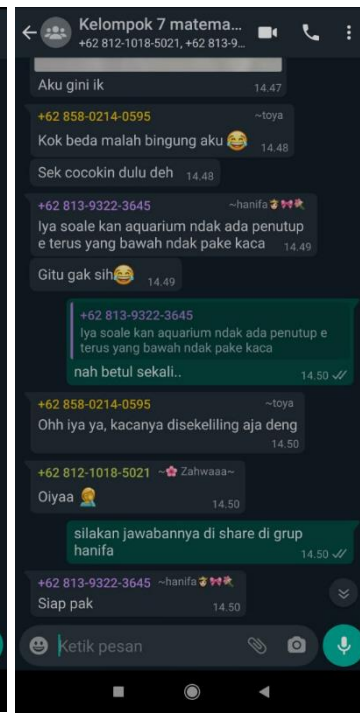 Kelompok 7 matema...
+62 812-1018-5021, +62 813-9...
Aku gini ik
14.47
+62 858-0214-0595 ~toya
Kok beda malah bingung aku 😂 14.48
Sek cocokin dulu deh 14.48
+62 813-9322-3645 ~hanifa
Iya soale kan aquarium ndak ada penutup
e terus yang bawah ndak pake kaca 14.49
Gitu gak sih😂 14.49
+62 813-9322-3645
Iya soale kan aquarium ndak ada penutup e
terus yang bawah ndak pake kaca
nah betul sekali.. 14.50
+62 858-0214-0595 ~toya
Ohh iya ya, kacanya disekeliling aja deng
14.50
+62 812-1018-5021 ~🌸 Zahwaaa~
Oiyaa 🤦 14.50
silakan jawabannya di share di grup
hanifa 14.50
+62 813-9322-3645 ~hanifa
Siap pak 14.50
Ketik pesan